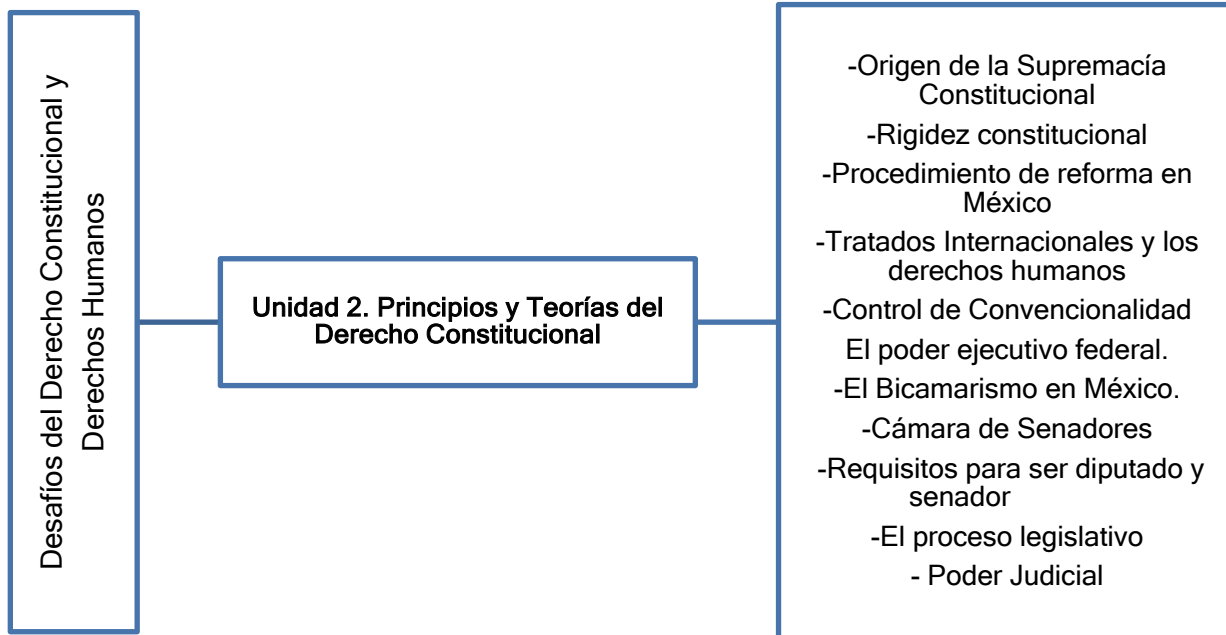 Desafíos del Derecho Constitucional y
Derechos Humanos
Unidad 2. Principios y Teorías del
Derecho Constitucional
-Origen de la Supremacía
Constitucional
-Rigidez constitucional
-Procedimiento de reforma en
México
-Tratados Internacionales y los
derechos humanos
-Control de Convencionalidad
El poder ejecutivo federal.
-El Bicamarismo en México.
-Cámara de Senadores
-Requisitos para ser diputado y
senador
-El proceso legislativo
- Poder Judicial